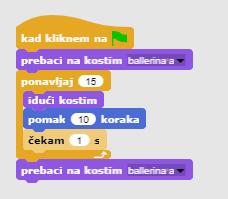 kad kliknem na
prebaci na kostim ballerina a
ponavljaj 15
idući kostim
pomak 10 koraka
čekam 1 s
prebaci na kostim ballerina a